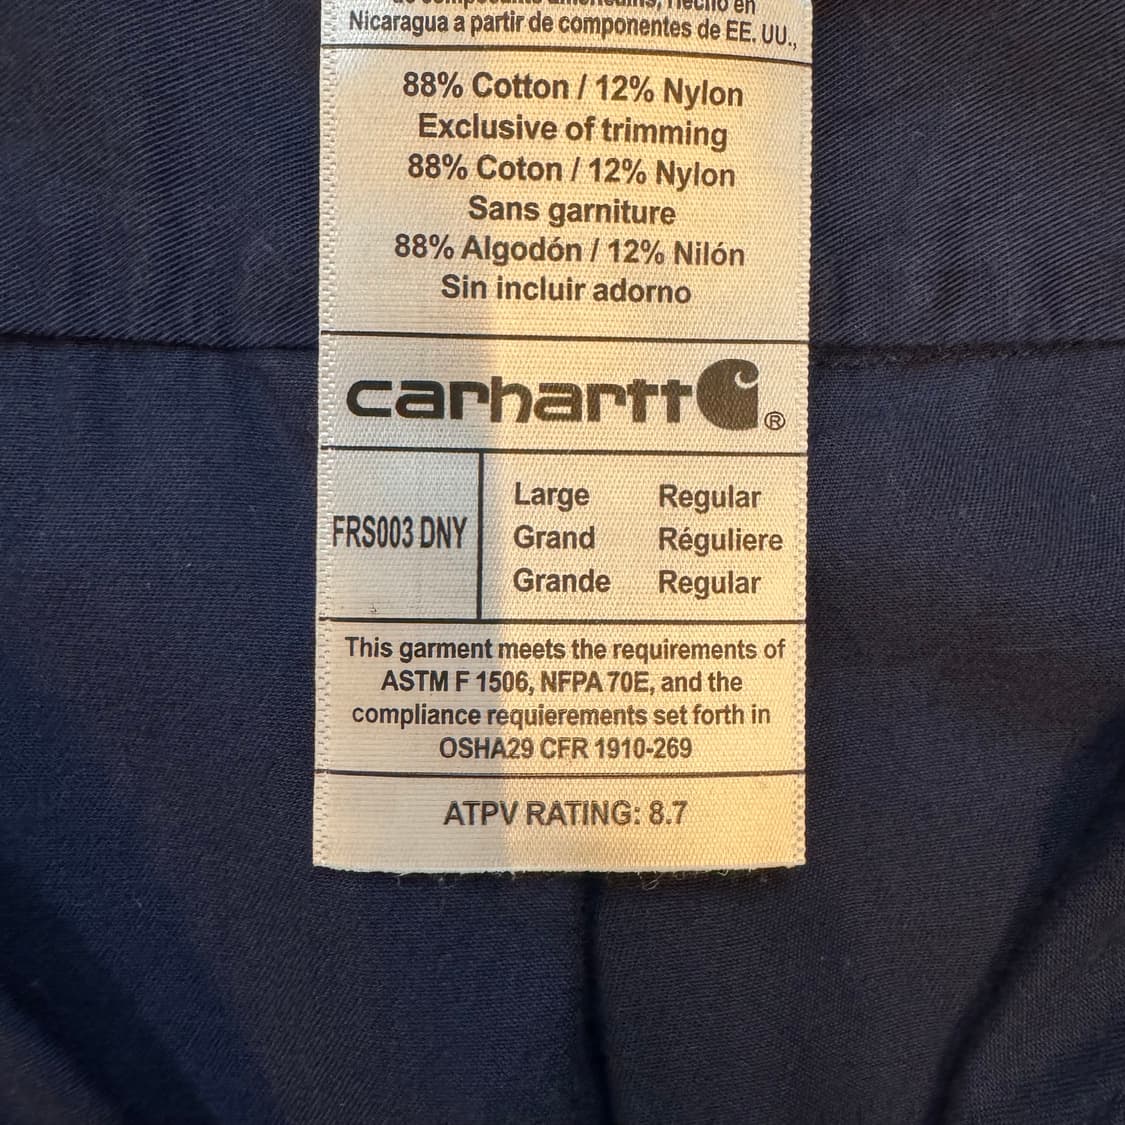 Hecho en
Nicaragua a partir de componentes de EE. UU.,
88% Cotton / 12% Nylon
Exclusive of trimming
88% Coton / 12% Nylon
Sans garniture
88% Algodón / 12% Nilón
Sin incluir adorno
carhartt ®
FRS003 DNY
Large Regular
Grand Réguliere
Grande Regular
This garment meets the requirements of
ASTM F 1506, NFPA 70E, and the
compliance requierements set forth in
OSHA29 CFR 1910-269
ATPV RATING: 8.7